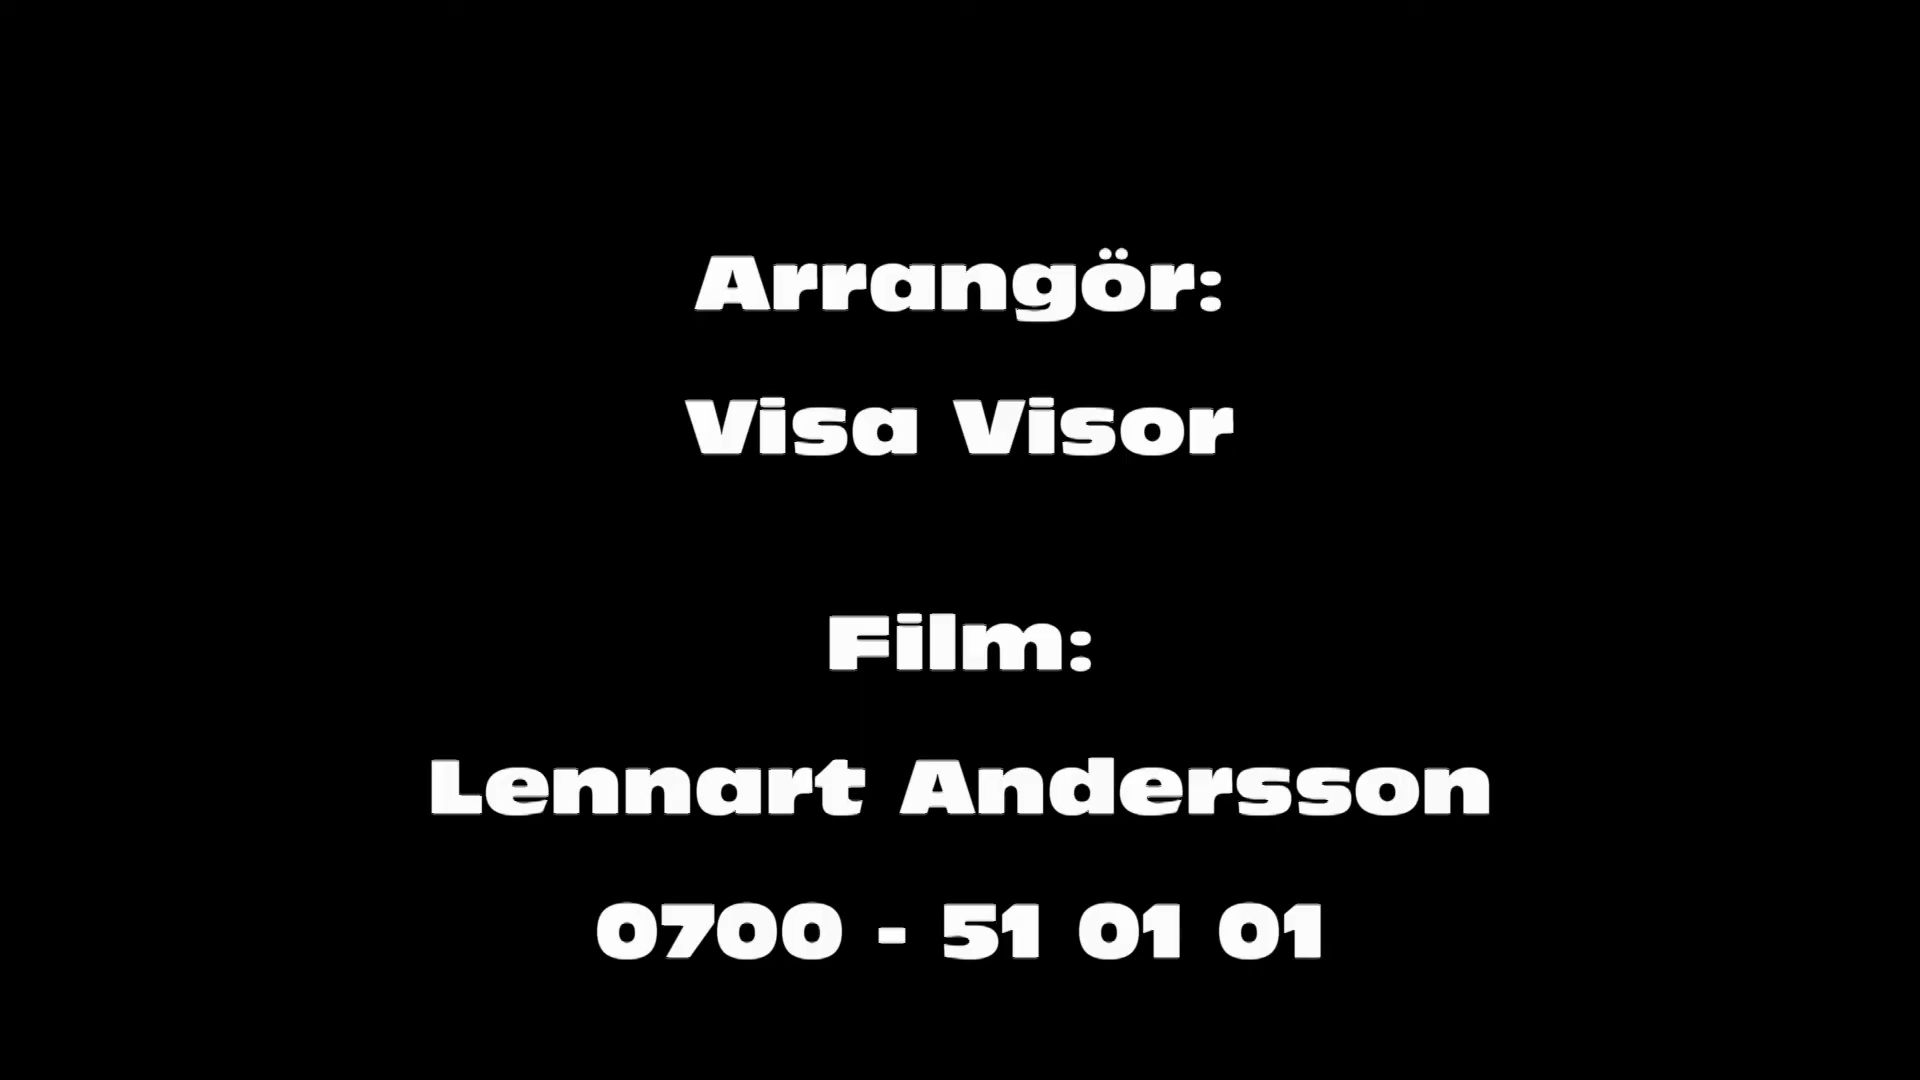 Arrangör:
Visa Visor
Film:
Lennart Andersson
0700 - 51 01 01